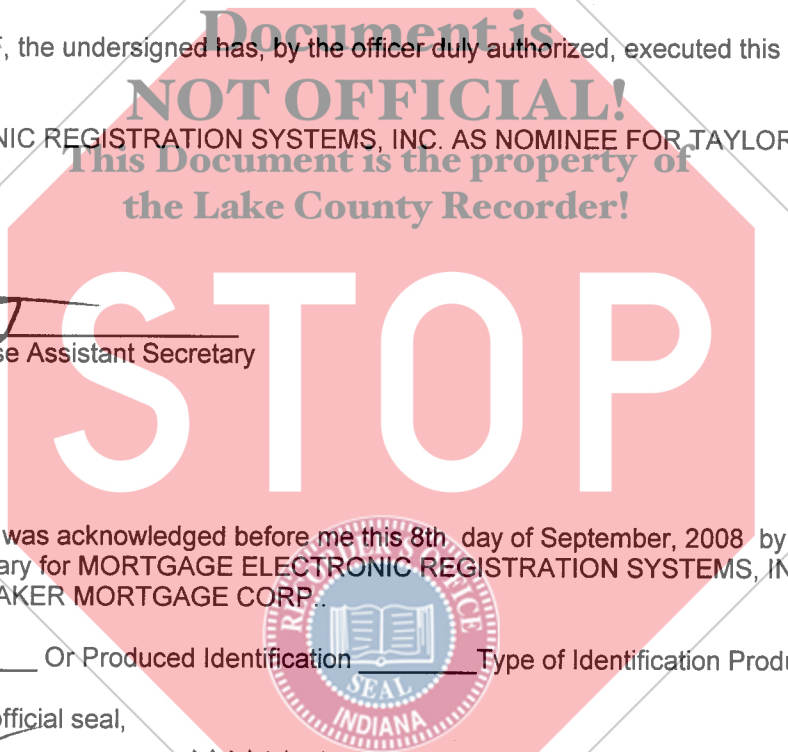 Document is
, the undersigned has, by the officer duly authorized, executed this
NOT OFFICIAL!
NIC REGISTRATION SYSTEMS, INC. AS NOMINEE FOR TAYLOR
This Document is the property of
the Lake County Recorder!
STOP
se Assistant Secretary
was acknowledged before me this 8th day of September, 2008 by
ary for MORTGAGE ELECTRONIC REGISTRATION SYSTEMS, IN
AKER MORTGAGE CORP..
Or Produced Identification Type of Identification Produ
official seal,
RECORDER'S OFFICE
SEAL
INDIANA